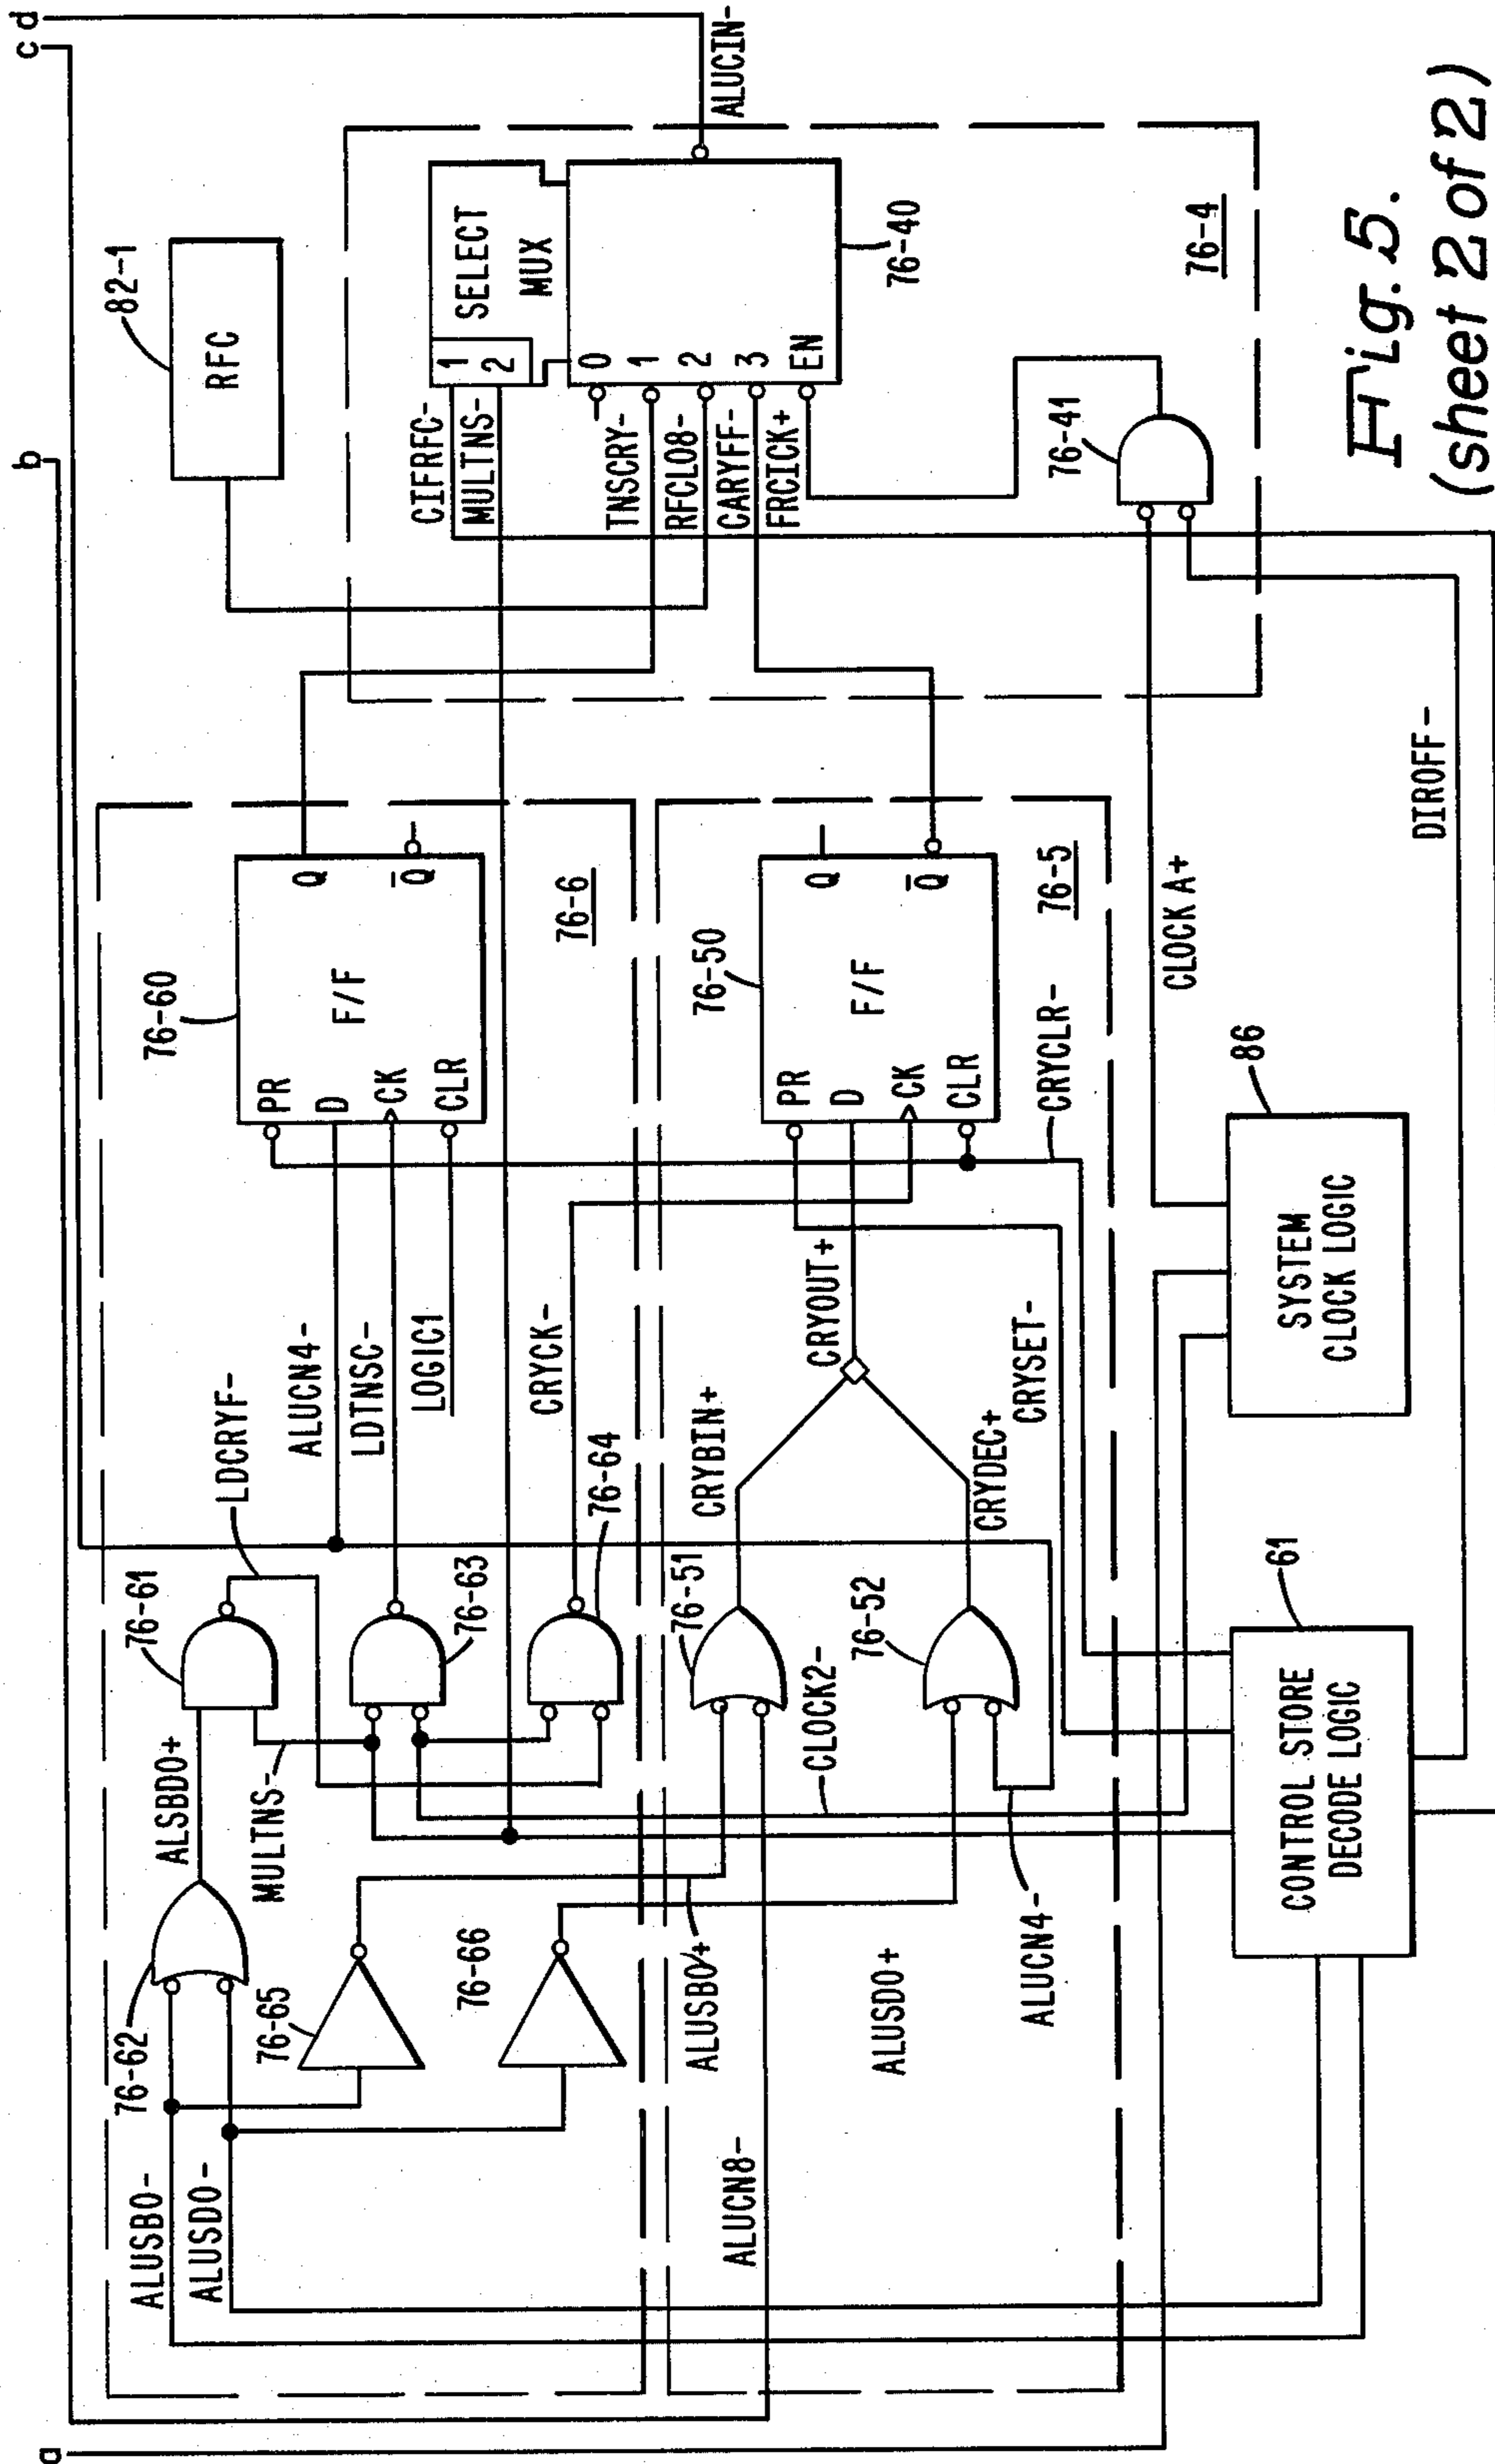 a
b
c
d
ALUSB0-
ALUSD0-
76-62
ALSBD0+
MULTNS-
76-61
LDCRYF-
ALUCN4-
LDTNSC-
LOGIC1
76-63
CRYCK-
76-64
76-65
76-66
76-60
PR
D
CK
CLR
F/F
Q
Q̅
76-6
82-1
RFC
CIFRFC-
MULTNS-
TNSCRY-
RFCL08-
CARYFF-
FRCICK+
1
2
SELECT
MUX
0
1
2
3
EN
76-40
ALUCIN-
76-41
76-4
ALUCN8-
ALUSB0+
ALUSD0+
ALUCN4-
76-51
CRYBIN+
76-52
CLOCK2-
CRYDEC+
CRYOUT+
CRYSET-
76-50
PR
D
CK
CLR
F/F
Q
Q̅
76-5
CRYCLR-
CLOCK A+
DIROFF-
61
CONTROL STORE
DECODE LOGIC
86
SYSTEM
CLOCK LOGIC
Fig. 5.
(sheet 2 of 2)